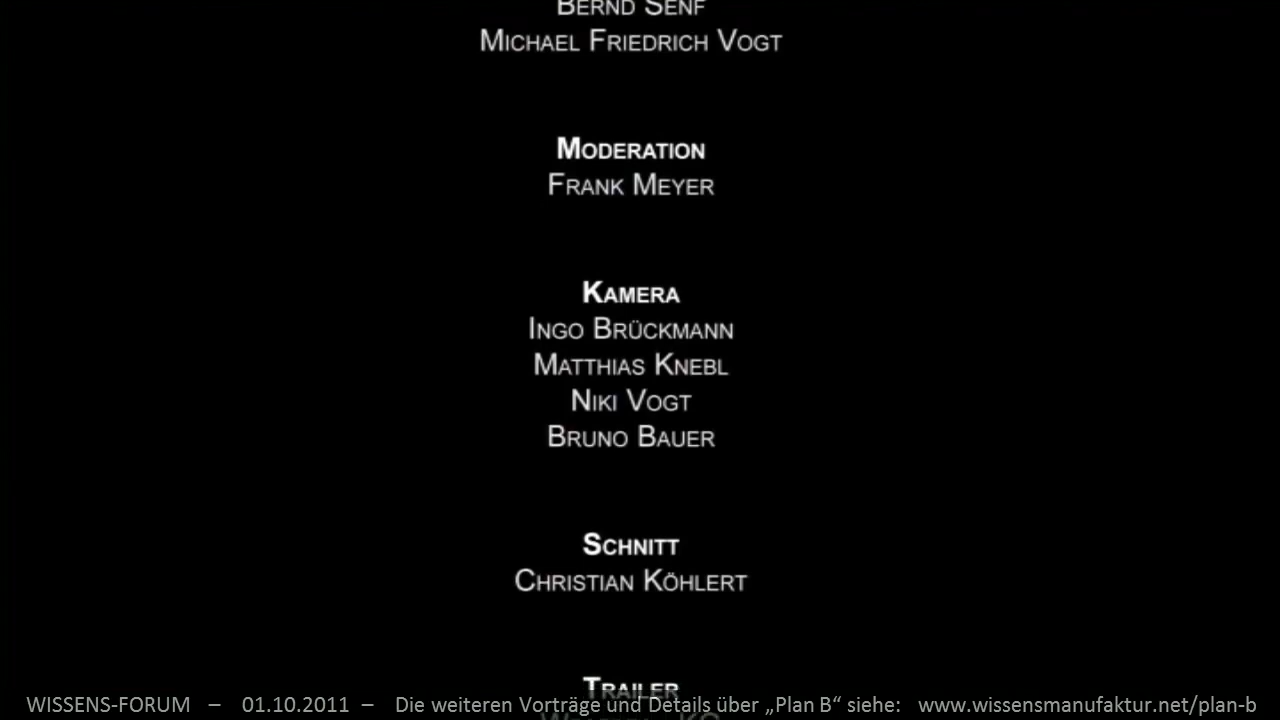 BERND SENF
MICHAEL FRIEDRICH VOGT
MODERATION
FRANK MEYER
KAMERA
INGO BRÜCKMANN
MATTHIAS KNEBL
NIKI VOGT
BRUNO BAUER
SCHNITT
CHRISTIAN KÖHLERT
TRAILER
WISSENS-FORUM – 01.10.2011 – Die weiteren Vorträge und Details über „Plan B“ siehe: www.wissensmanufaktur.net/plan-b